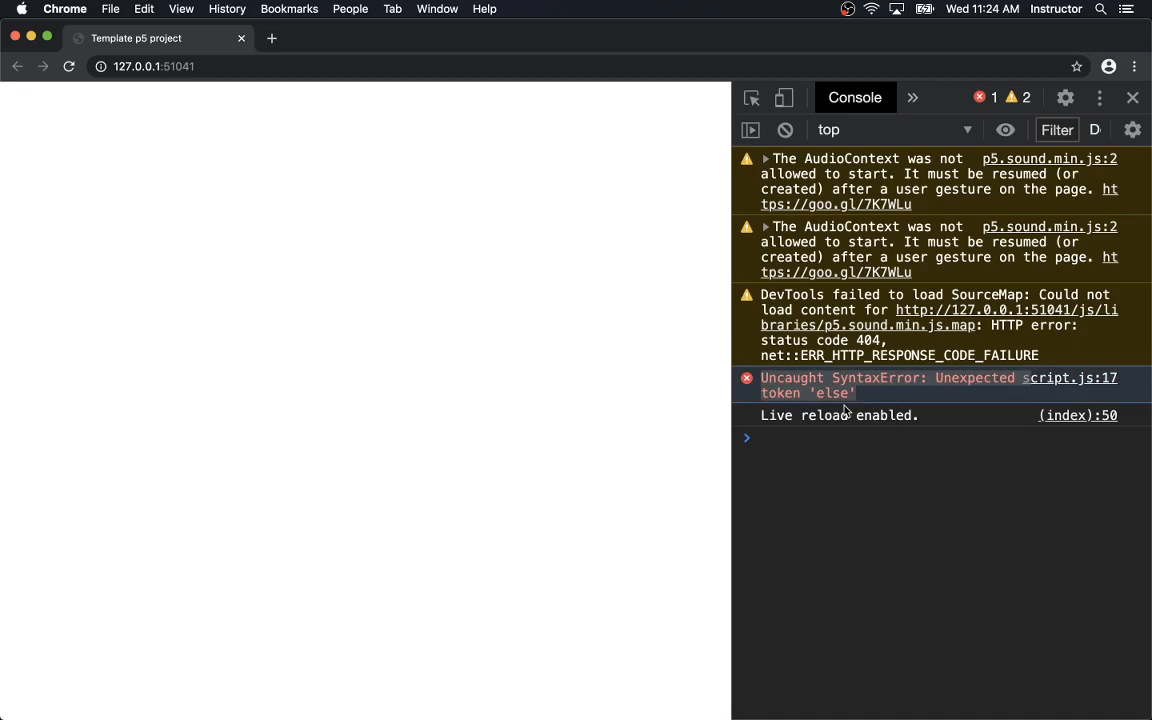 Chrome File Edit View History Bookmarks People Tab Window Help Wed 11:24 AM Instructor
Template p5 project
127.0.0.1:51041
Console 1 2
top Filter
The AudioContext was not p5.sound.min.js:2
allowed to start. It must be resumed (or
created) after a user gesture on the page. ht
tps://goo.gl/7K7WLu
The AudioContext was not p5.sound.min.js:2
allowed to start. It must be resumed (or
created) after a user gesture on the page. ht
tps://goo.gl/7K7WLu
DevTools failed to load SourceMap: Could not
load content for http://127.0.0.1:51041/js/li
braries/p5.sound.min.js.map: HTTP error:
status code 404,
net::ERR_HTTP_RESPONSE_CODE_FAILURE
Uncaught SyntaxError: Unexpected script.js:17
token 'else'
Live reload enabled. (index):50